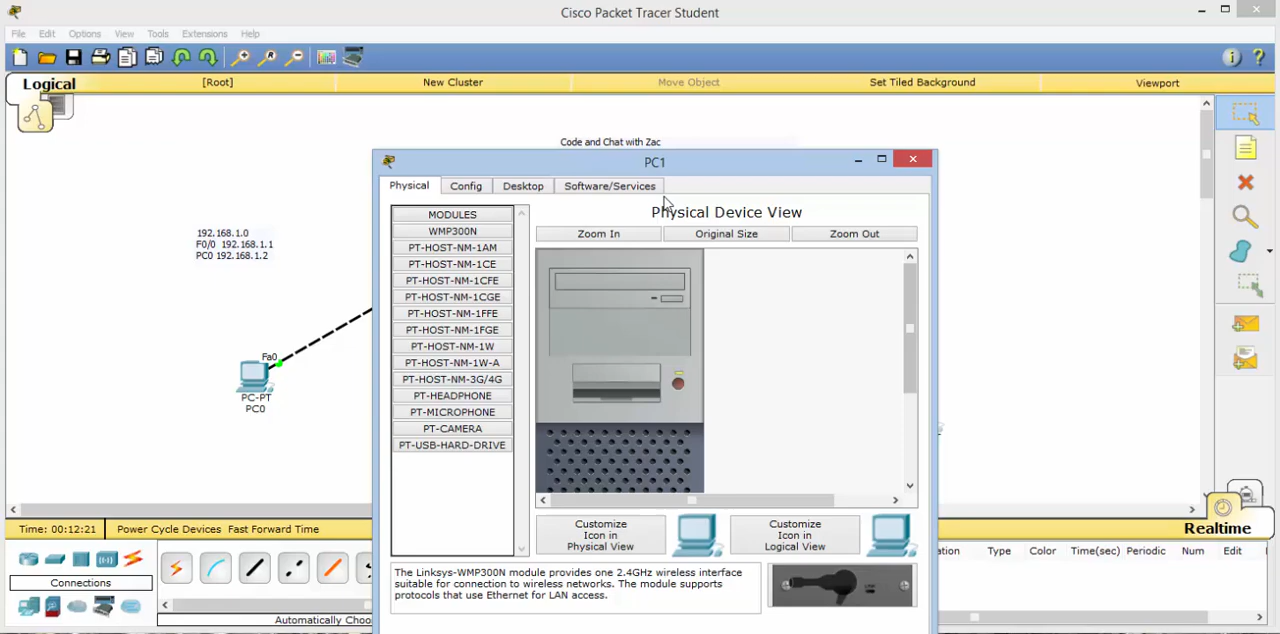 Cisco Packet Tracer Student
File Edit Options View Tools Extensions Help
Logical
[Root]
New Cluster
Move Object
Set Tiled Background
Viewport
Code and Chat with Zac
192.168.1.0
F0/0 192.168.1.1
PC0 192.168.1.2
Fa0
PC-PT
PC0
PC1
Physical
Config
Desktop
Software/Services
MODULES
WMP300N
PT-HOST-NM-1AM
PT-HOST-NM-1CE
PT-HOST-NM-1CFE
PT-HOST-NM-1CGE
PT-HOST-NM-1FFE
PT-HOST-NM-1FGE
PT-HOST-NM-1W
PT-HOST-NM-1W-A
PT-HOST-NM-3G/4G
PT-HEADPHONE
PT-MICROPHONE
PT-CAMERA
PT-USB-HARD-DRIVE
Physical Device View
Zoom In
Original Size
Zoom Out
Customize
Icon in
Physical View
Customize
Icon in
Logical View
The Linksys-WMP300N module provides one 2.4GHz wireless interface
suitable for connection to wireless networks. The module supports
protocols that use Ethernet for LAN access.
Time: 00:12:21
Power Cycle Devices Fast Forward Time
Realtime
Connections
Automatically Choo
ation
Type
Color
Time(sec)
Periodic
Num
Edit